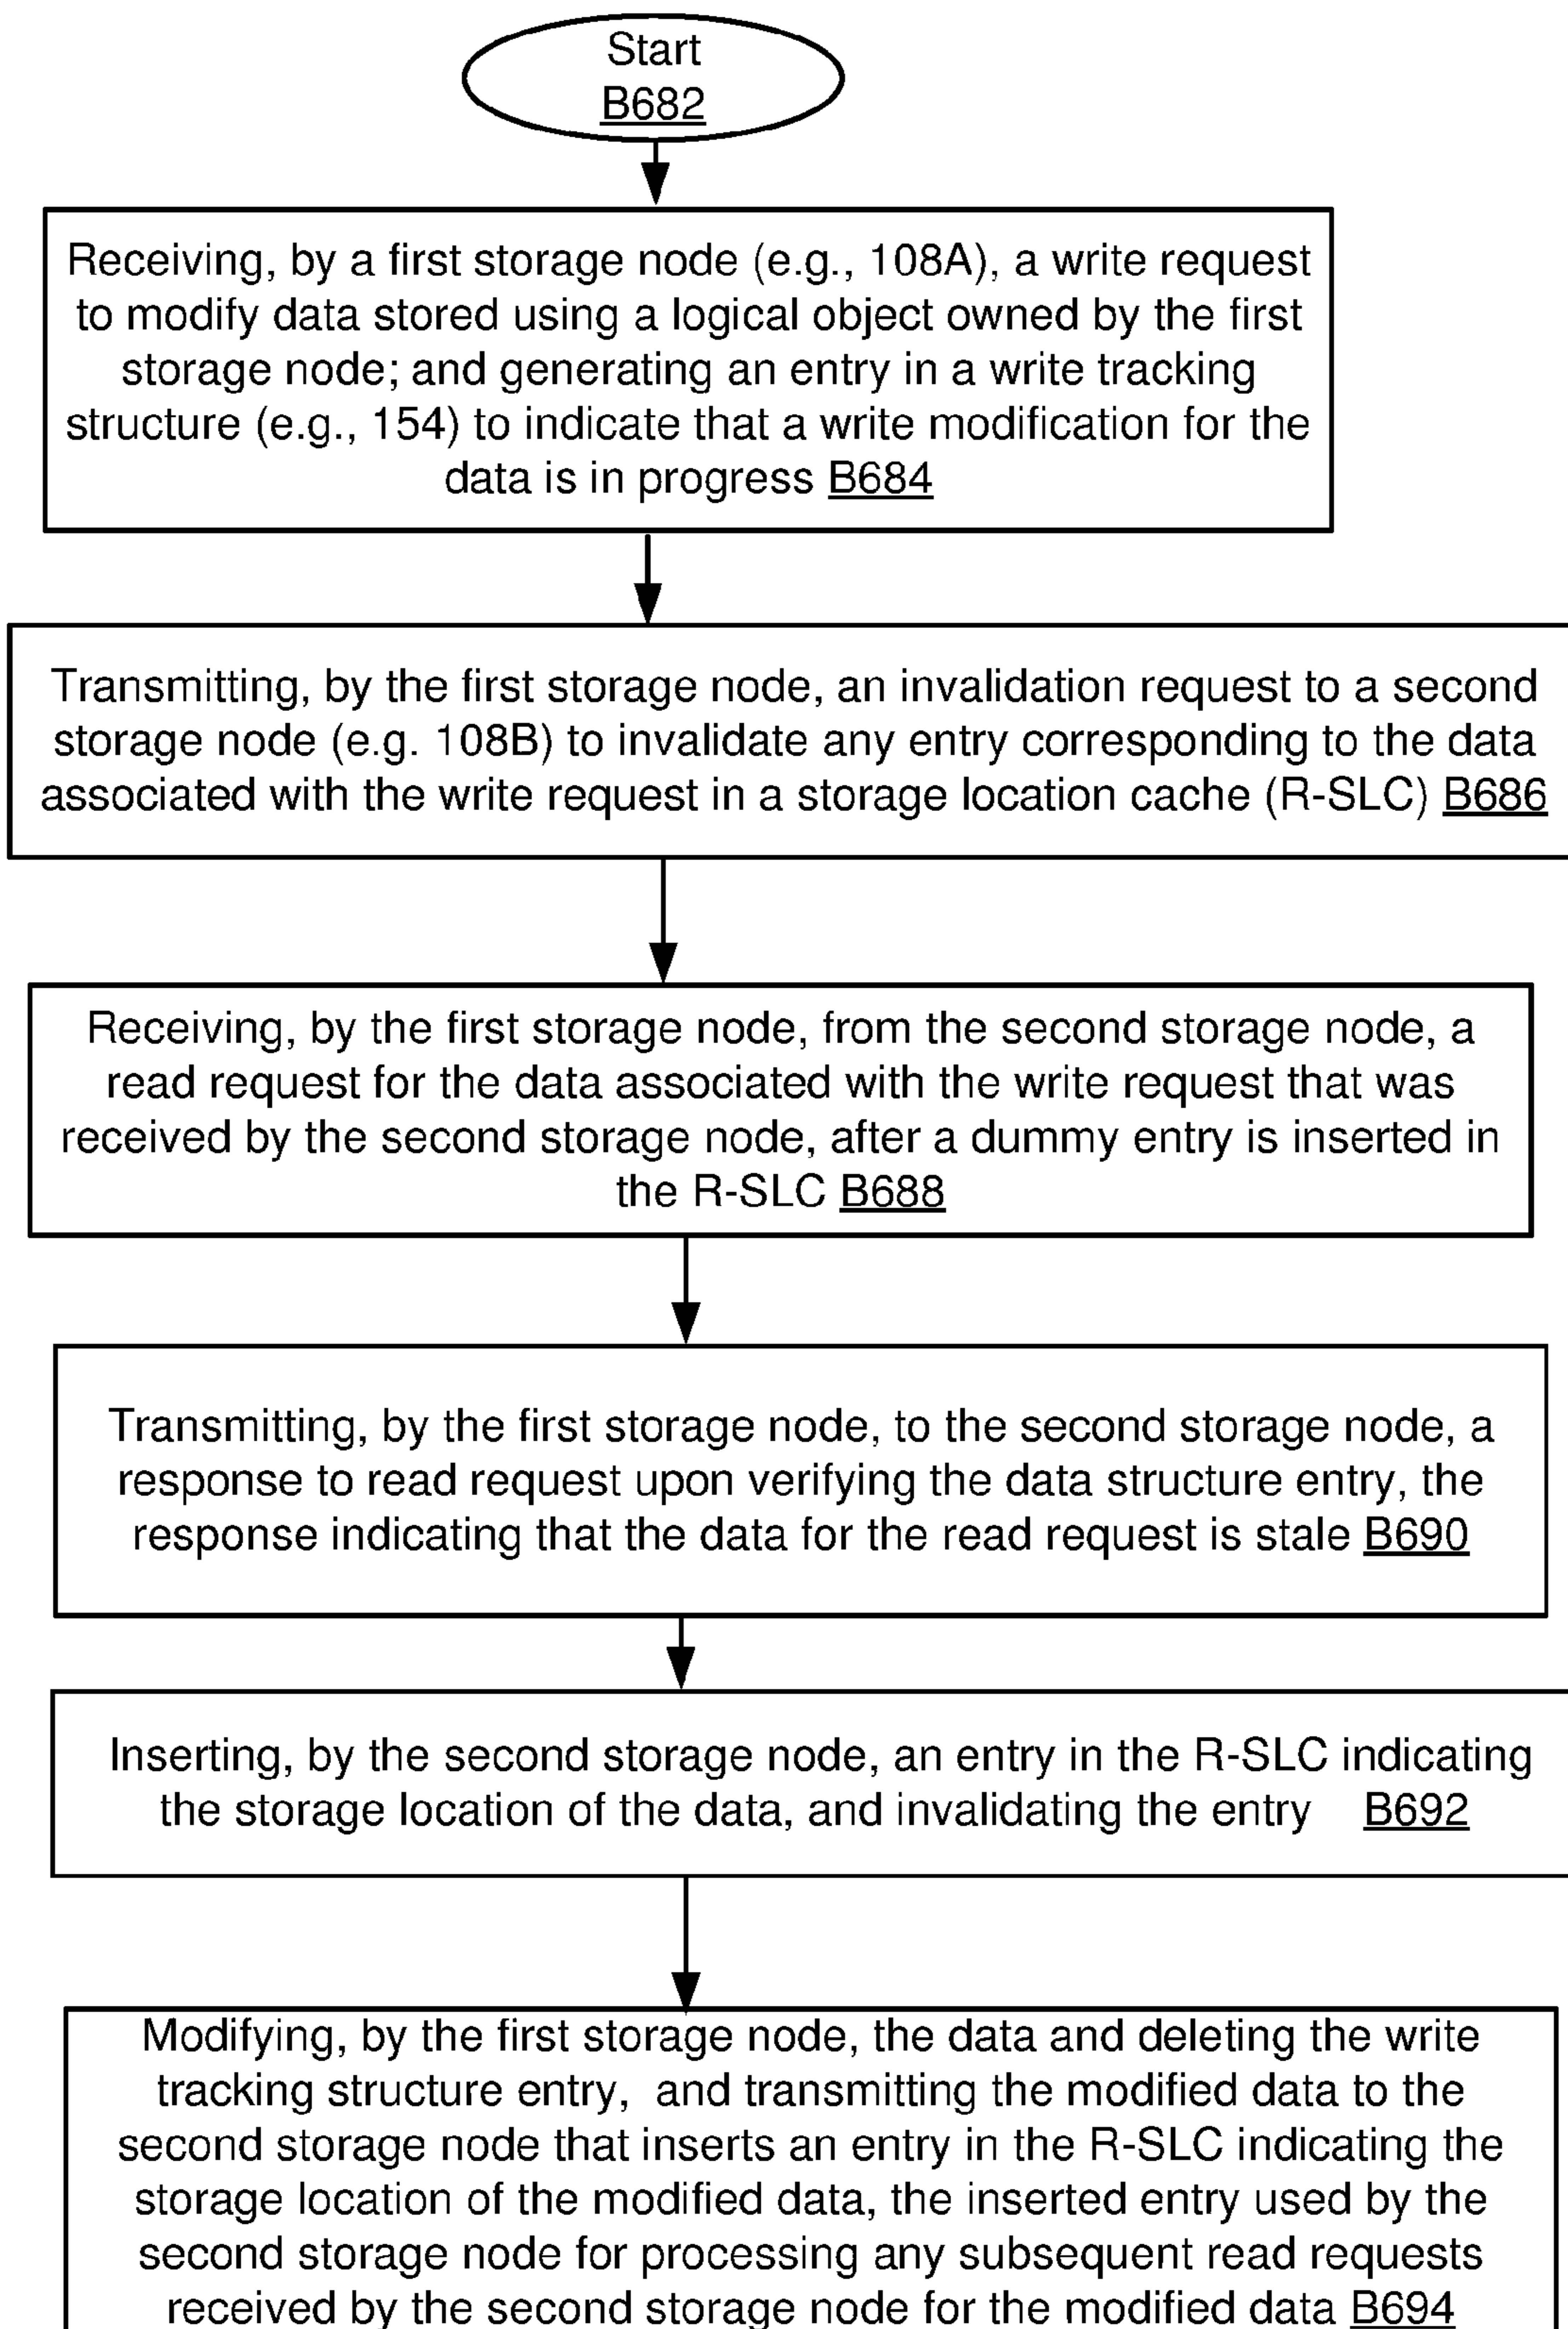 Start
B682
Receiving, by a first storage node (e.g., 108A), a write request
to modify data stored using a logical object owned by the first
storage node; and generating an entry in a write tracking
structure (e.g., 154) to indicate that a write modification for the
data is in progress B684
Transmitting, by the first storage node, an invalidation request to a second
storage node (e.g. 108B) to invalidate any entry corresponding to the data
associated with the write request in a storage location cache (R-SLC) B686
Receiving, by the first storage node, from the second storage node, a
read request for the data associated with the write request that was
received by the second storage node, after a dummy entry is inserted in
the R-SLC B688
Transmitting, by the first storage node, to the second storage node, a
response to read request upon verifying the data structure entry, the
response indicating that the data for the read request is stale B690
Inserting, by the second storage node, an entry in the R-SLC indicating
the storage location of the data, and invalidating the entry B692
Modifying, by the first storage node, the data and deleting the write
tracking structure entry, and transmitting the modified data to the
second storage node that inserts an entry in the R-SLC indicating the
storage location of the modified data, the inserted entry used by the
second storage node for processing any subsequent read requests
received by the second storage node for the modified data B694